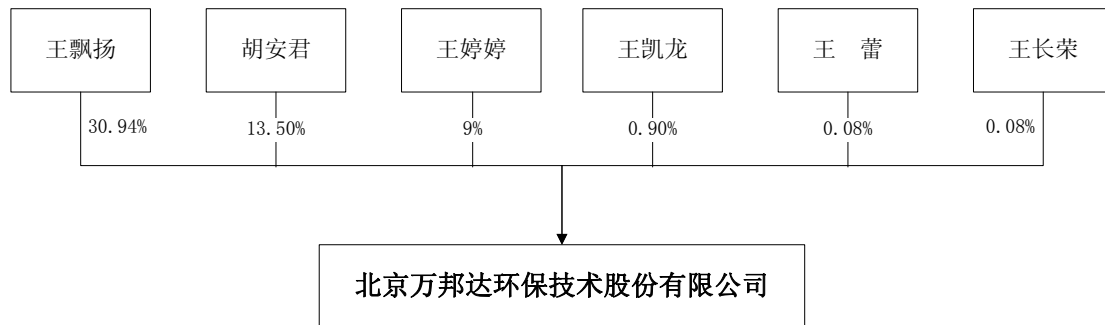 王飘扬 胡安君 王婷婷 王凯龙 王　蕾 王长荣
30.94% 13.50% 9% 0.90% 0.08% 0.08%
北京万邦达环保技术股份有限公司